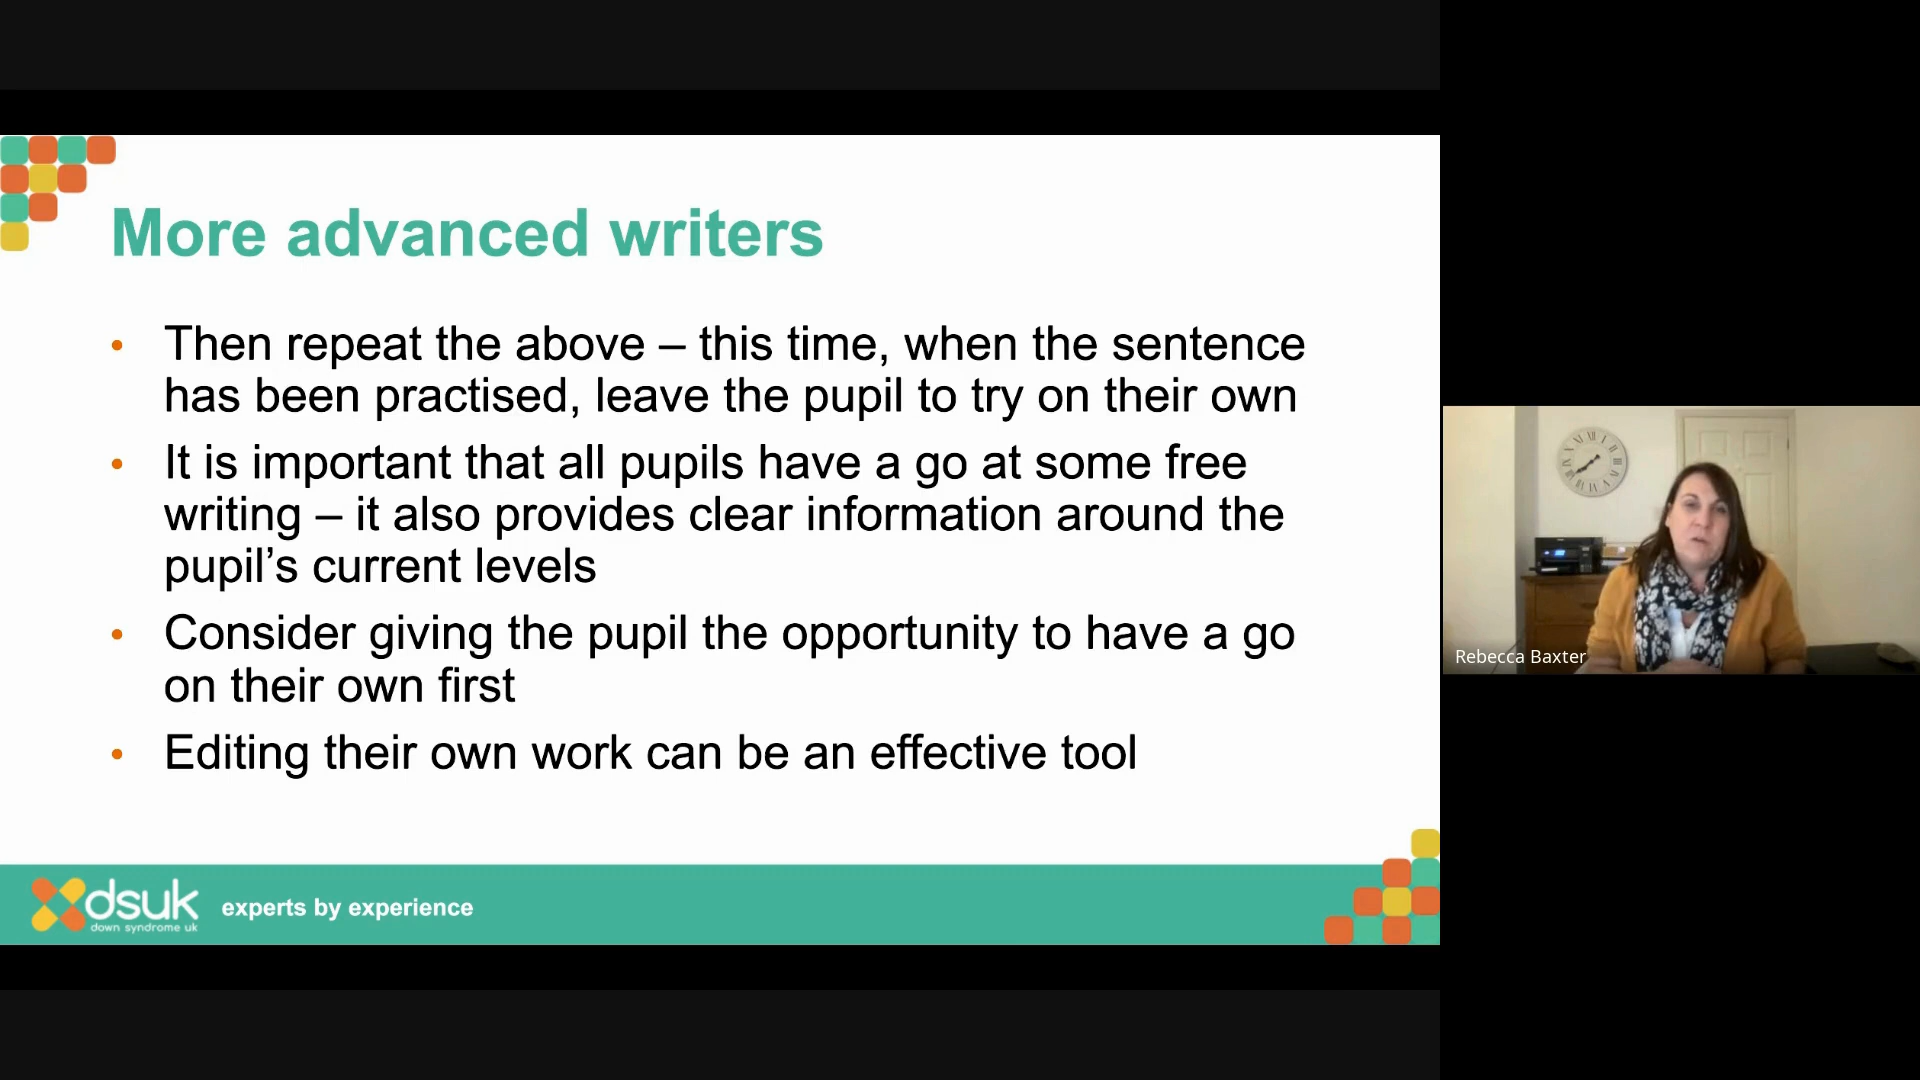 More advanced writers
• Then repeat the above – this time, when the sentence
has been practised, leave the pupil to try on their own
• It is important that all pupils have a go at some free
writing – it also provides clear information around the
pupil’s current levels
• Consider giving the pupil the opportunity to have a go
on their own first
• Editing their own work can be an effective tool
dsuk
down syndrome uk
experts by experience
Rebecca Baxter